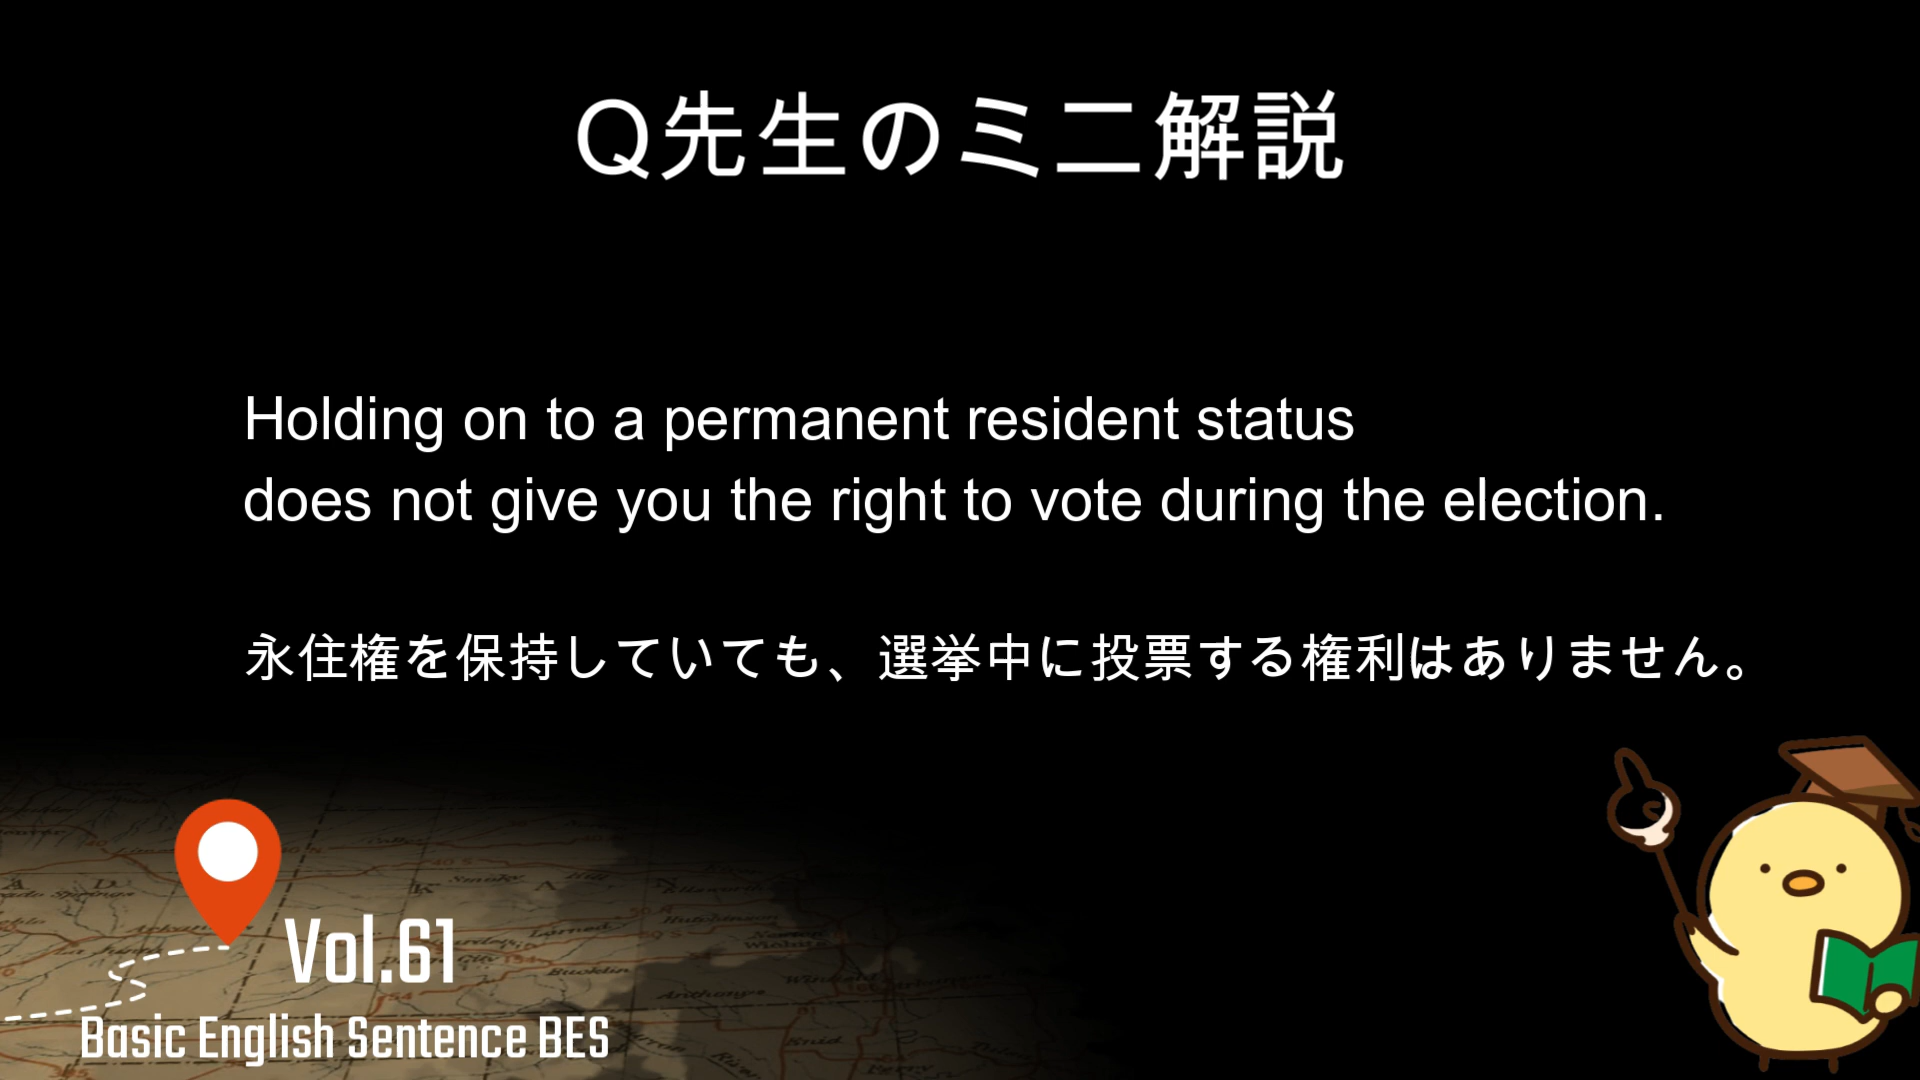 Q先生のミニ解説
Holding on to a permanent resident status
does not give you the right to vote during the election.
永住権を保持していても、選挙中に投票する権利はありません。
Vol.61
Basic English Sentence BES